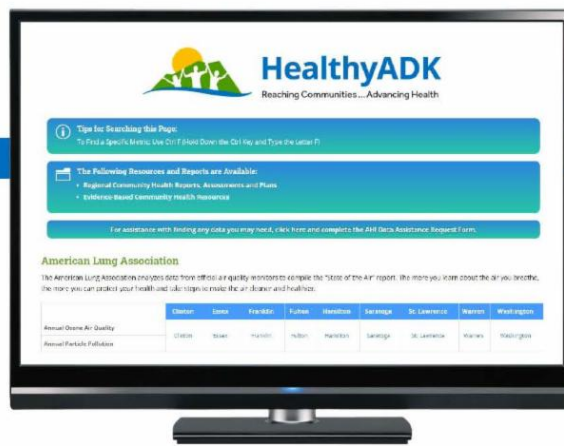 HealthyADK
Reaching Communities...Advancing Health
Tips for Searching this Page:
To Find a Specific Metric: Use Ctrl F (Hold Down the Ctrl Key and Type the Letter F)
The Following Resources and Reports are Available:
• Regional Community Health Reports, Assessments and Plans
• Evidence Based Community Health Resources
For assistance with finding any data you may need, click here and complete the AHI Data Assistance Request Form.
American Lung Association
The American Lung Association analyzes data from official air quality monitors to compile the "State of the Air" report. The more you learn about the air you breathe,
the more you can protect your health and take steps to make the air cleaner and healthier.
Clinton Essex Franklin Fulton Hamilton Saratoga St. Lawrence Warren Washington
Annual Ozone Air Quality
Clinton Essex Franklin Fulton Hamilton Saratoga St. Lawrence Warren Washington
Annual Particle Pollution